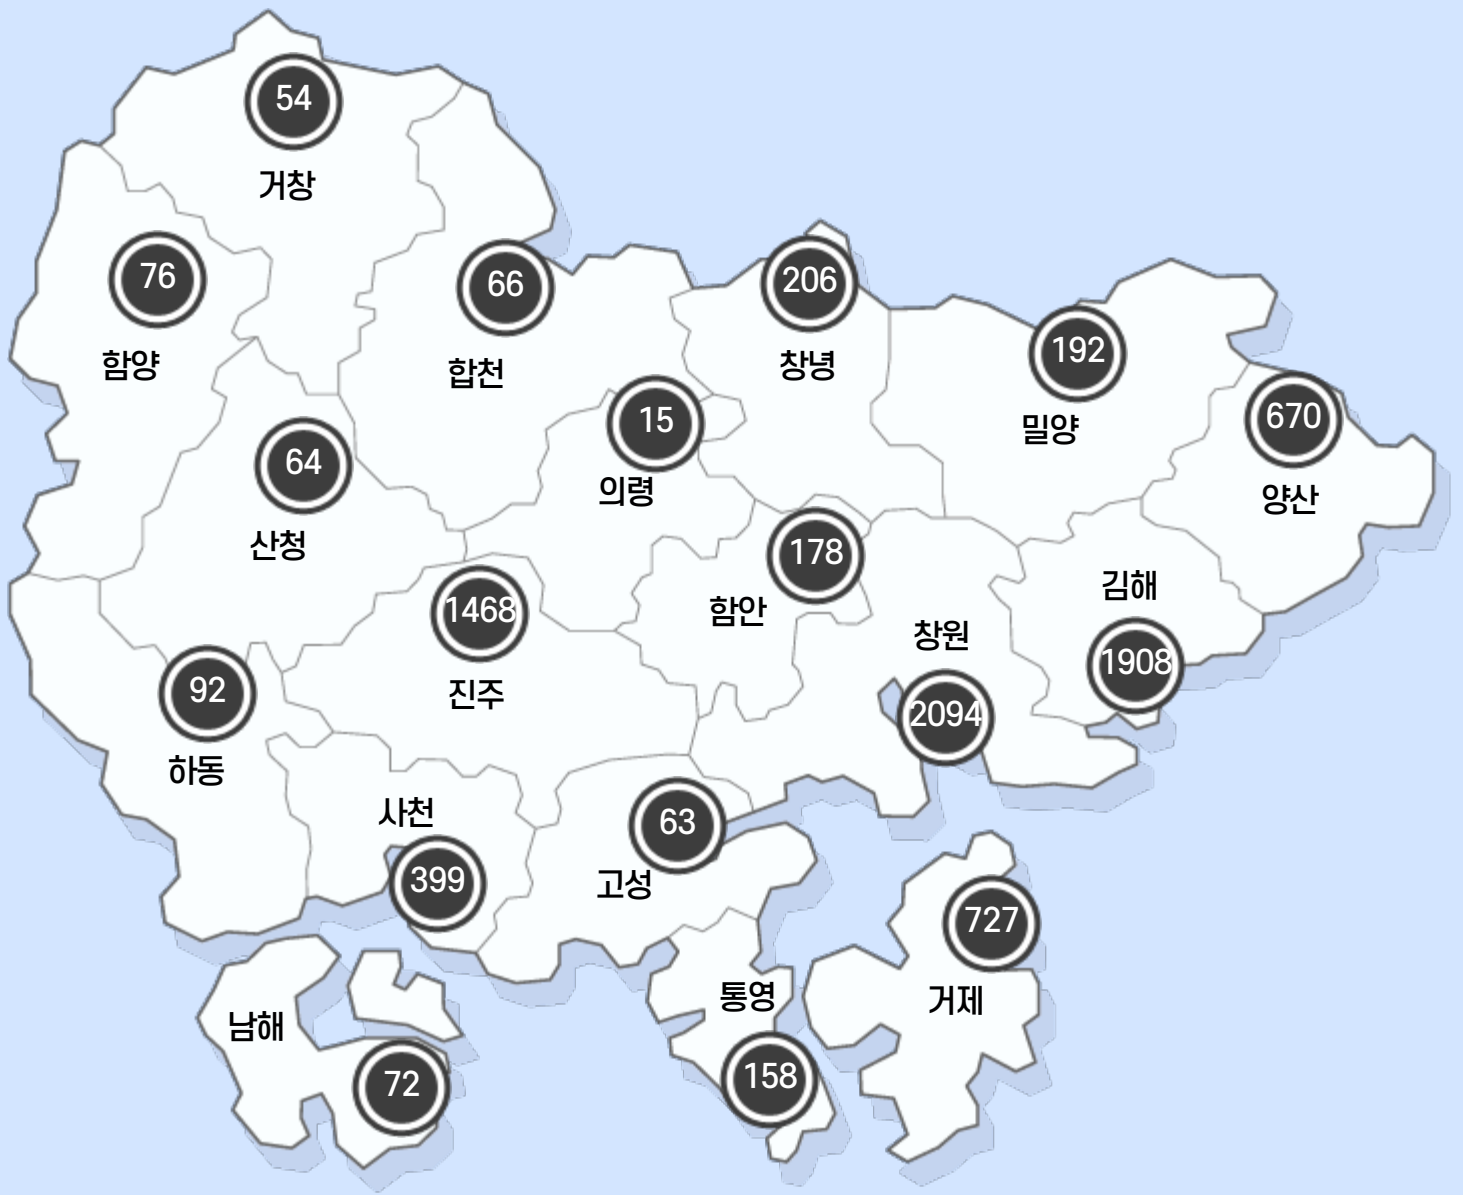 54
거창
76
함양
66
합천
206
창녕
192
밀양
670
양산
15
의령
64
산청
178
함안
김해
1908
창원
2094
1468
진주
92
하동
사천
399
63
고성
727
거제
통영
158
남해
72